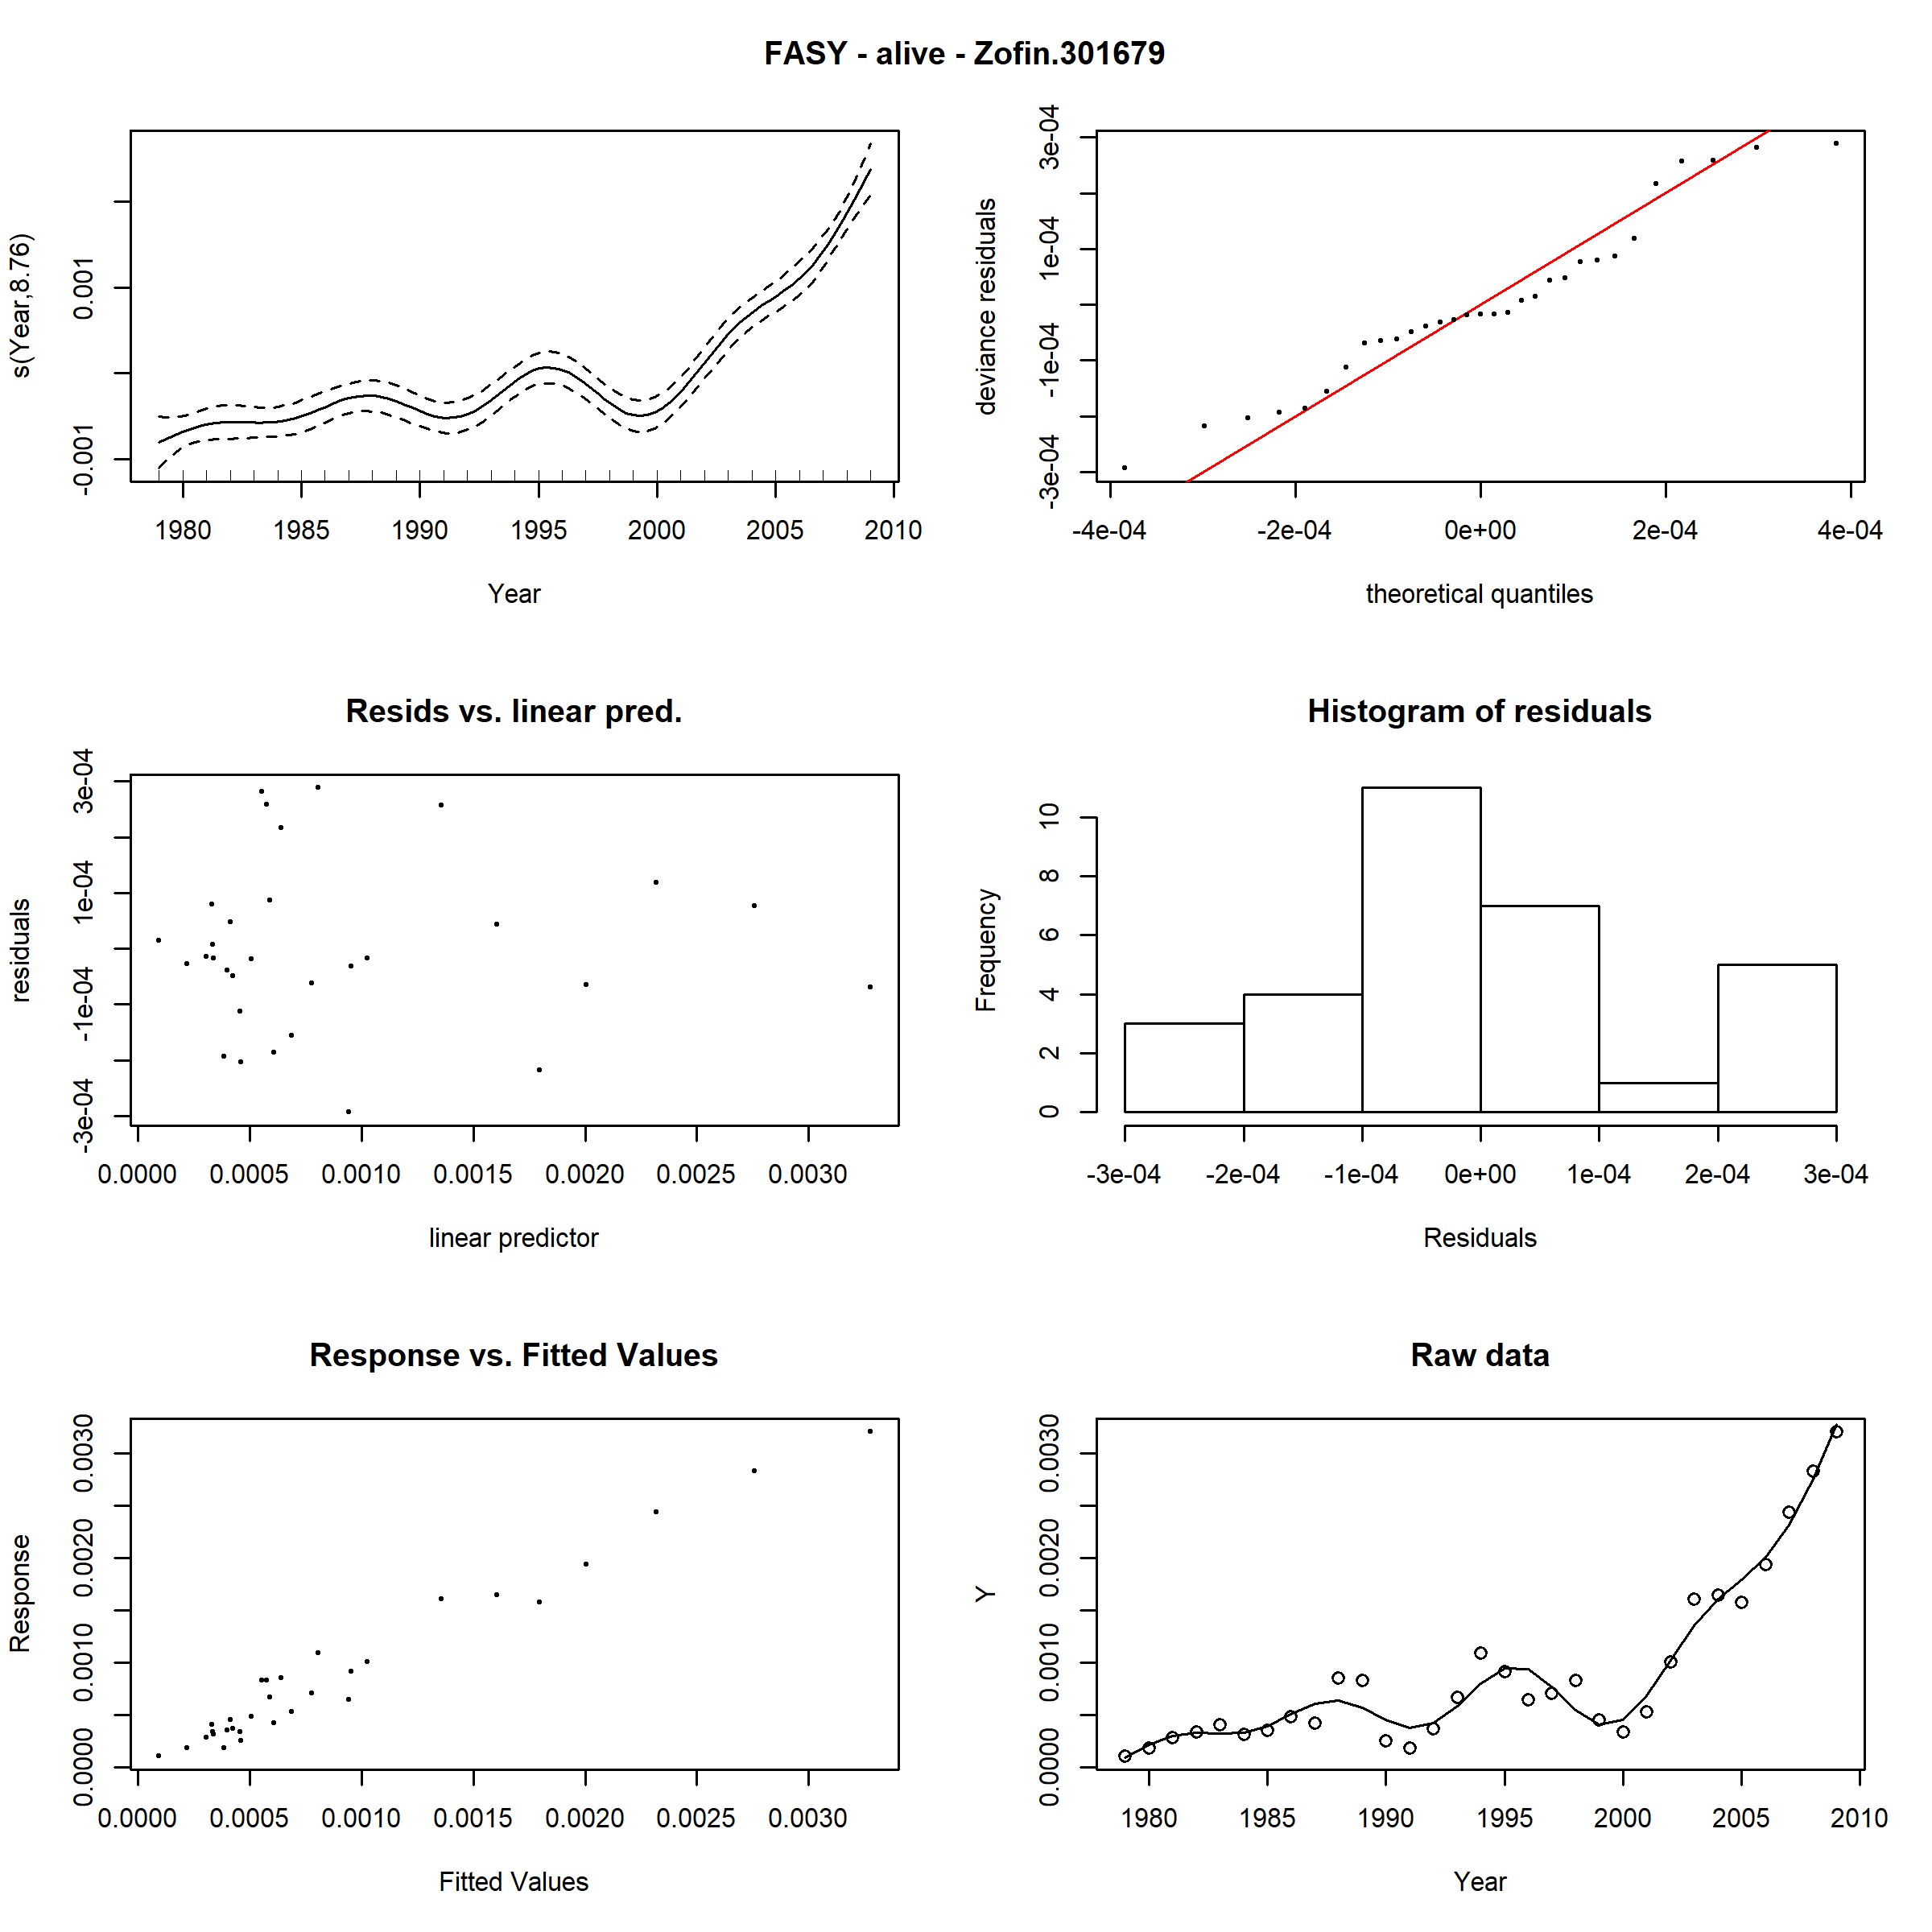 FASY - alive - Zofin.301679
s(Year,8.76)
-0.001 0.001
1980 1985 1990 1995 2000 2005 2010
Year
deviance residuals
-3e-04 -1e-04 1e-04 3e-04
-4e-04 -2e-04 0e+00 2e-04 4e-04
theoretical quantiles
Resids vs. linear pred.
residuals
-3e-04 -1e-04 1e-04 3e-04
0.0000 0.0005 0.0010 0.0015 0.0020 0.0025 0.0030
linear predictor
Histogram of residuals
Frequency
0 2 4 6 8 10
-3e-04 -2e-04 -1e-04 0e+00 1e-04 2e-04 3e-04
Residuals
Response vs. Fitted Values
Response
0.0000 0.0010 0.0020 0.0030
0.0000 0.0005 0.0010 0.0015 0.0020 0.0025 0.0030
Fitted Values
Raw data
Y
0.0000 0.0010 0.0020 0.0030
1980 1985 1990 1995 2000 2005 2010
Year